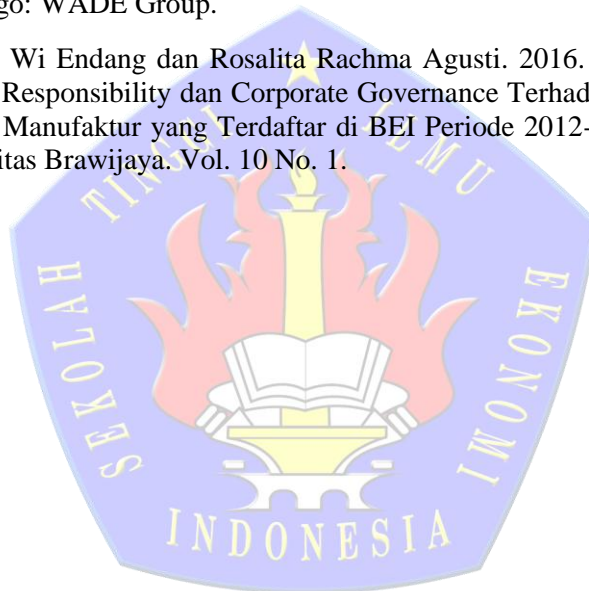 go: WADE Group.
Wi Endang dan Rosalita Rachma Agusti. 2016.
Responsibility dan Corporate Governance Terhad
Manufaktur yang Terdaftar di BEI Periode 2012-
itas Brawijaya. Vol. 10 No. 1.
SEKOLAH TINGGI ILMU EKONOMI
INDONESIA